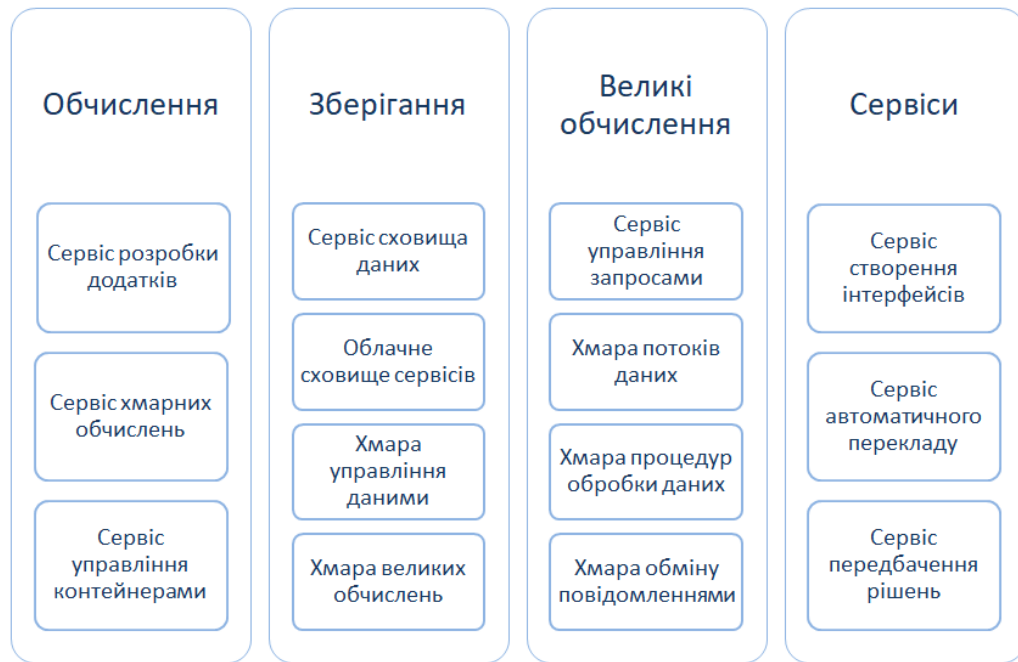 Обчислення
Сервіс розробки
додатків
Сервіс хмарних
обчислень
Сервіс
управління
контейнерами
Зберігання
Сервіс сховища
даних
Облачне
сховище сервісів
Хмара
управління
даними
Хмара великих
обчислень
Великі
обчислення
Сервіс
управління
запросами
Хмара потоків
даних
Хмара процедур
обробки даних
Хмара обміну
повідомленнями
Сервіси
Сервіс
створення
інтерфейсів
Сервіс
автоматичного
перекладу
Сервіс
передбачення
рішень